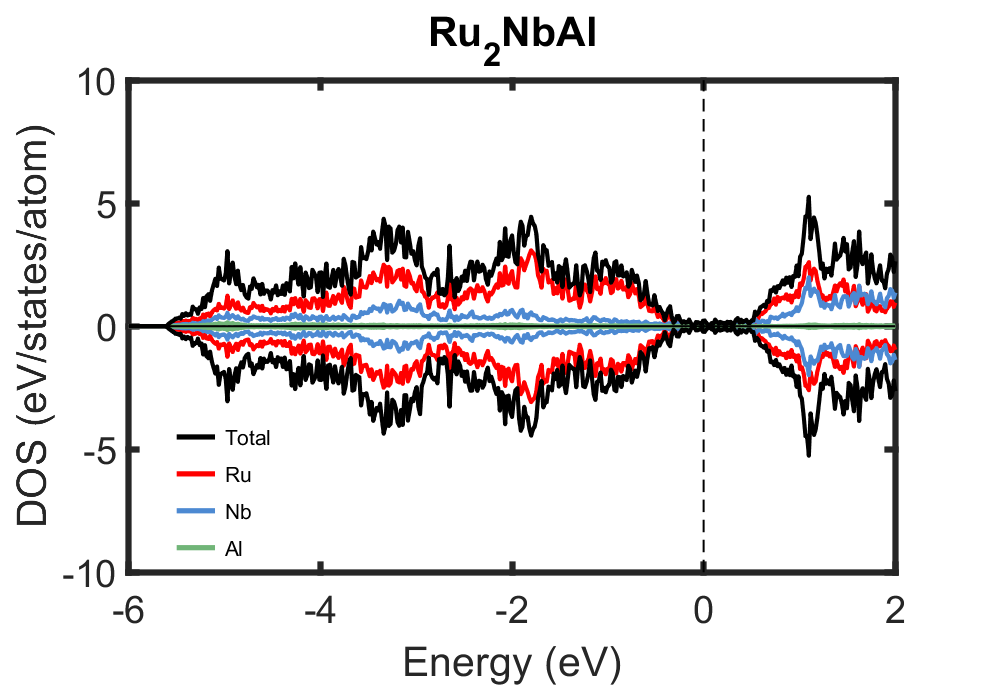 Ru2NbAl
10
5
0
-5
-10
DOS (eV/states/atom)
Total
Ru
Nb
Al
-6
-4
-2
0
2
Energy (eV)